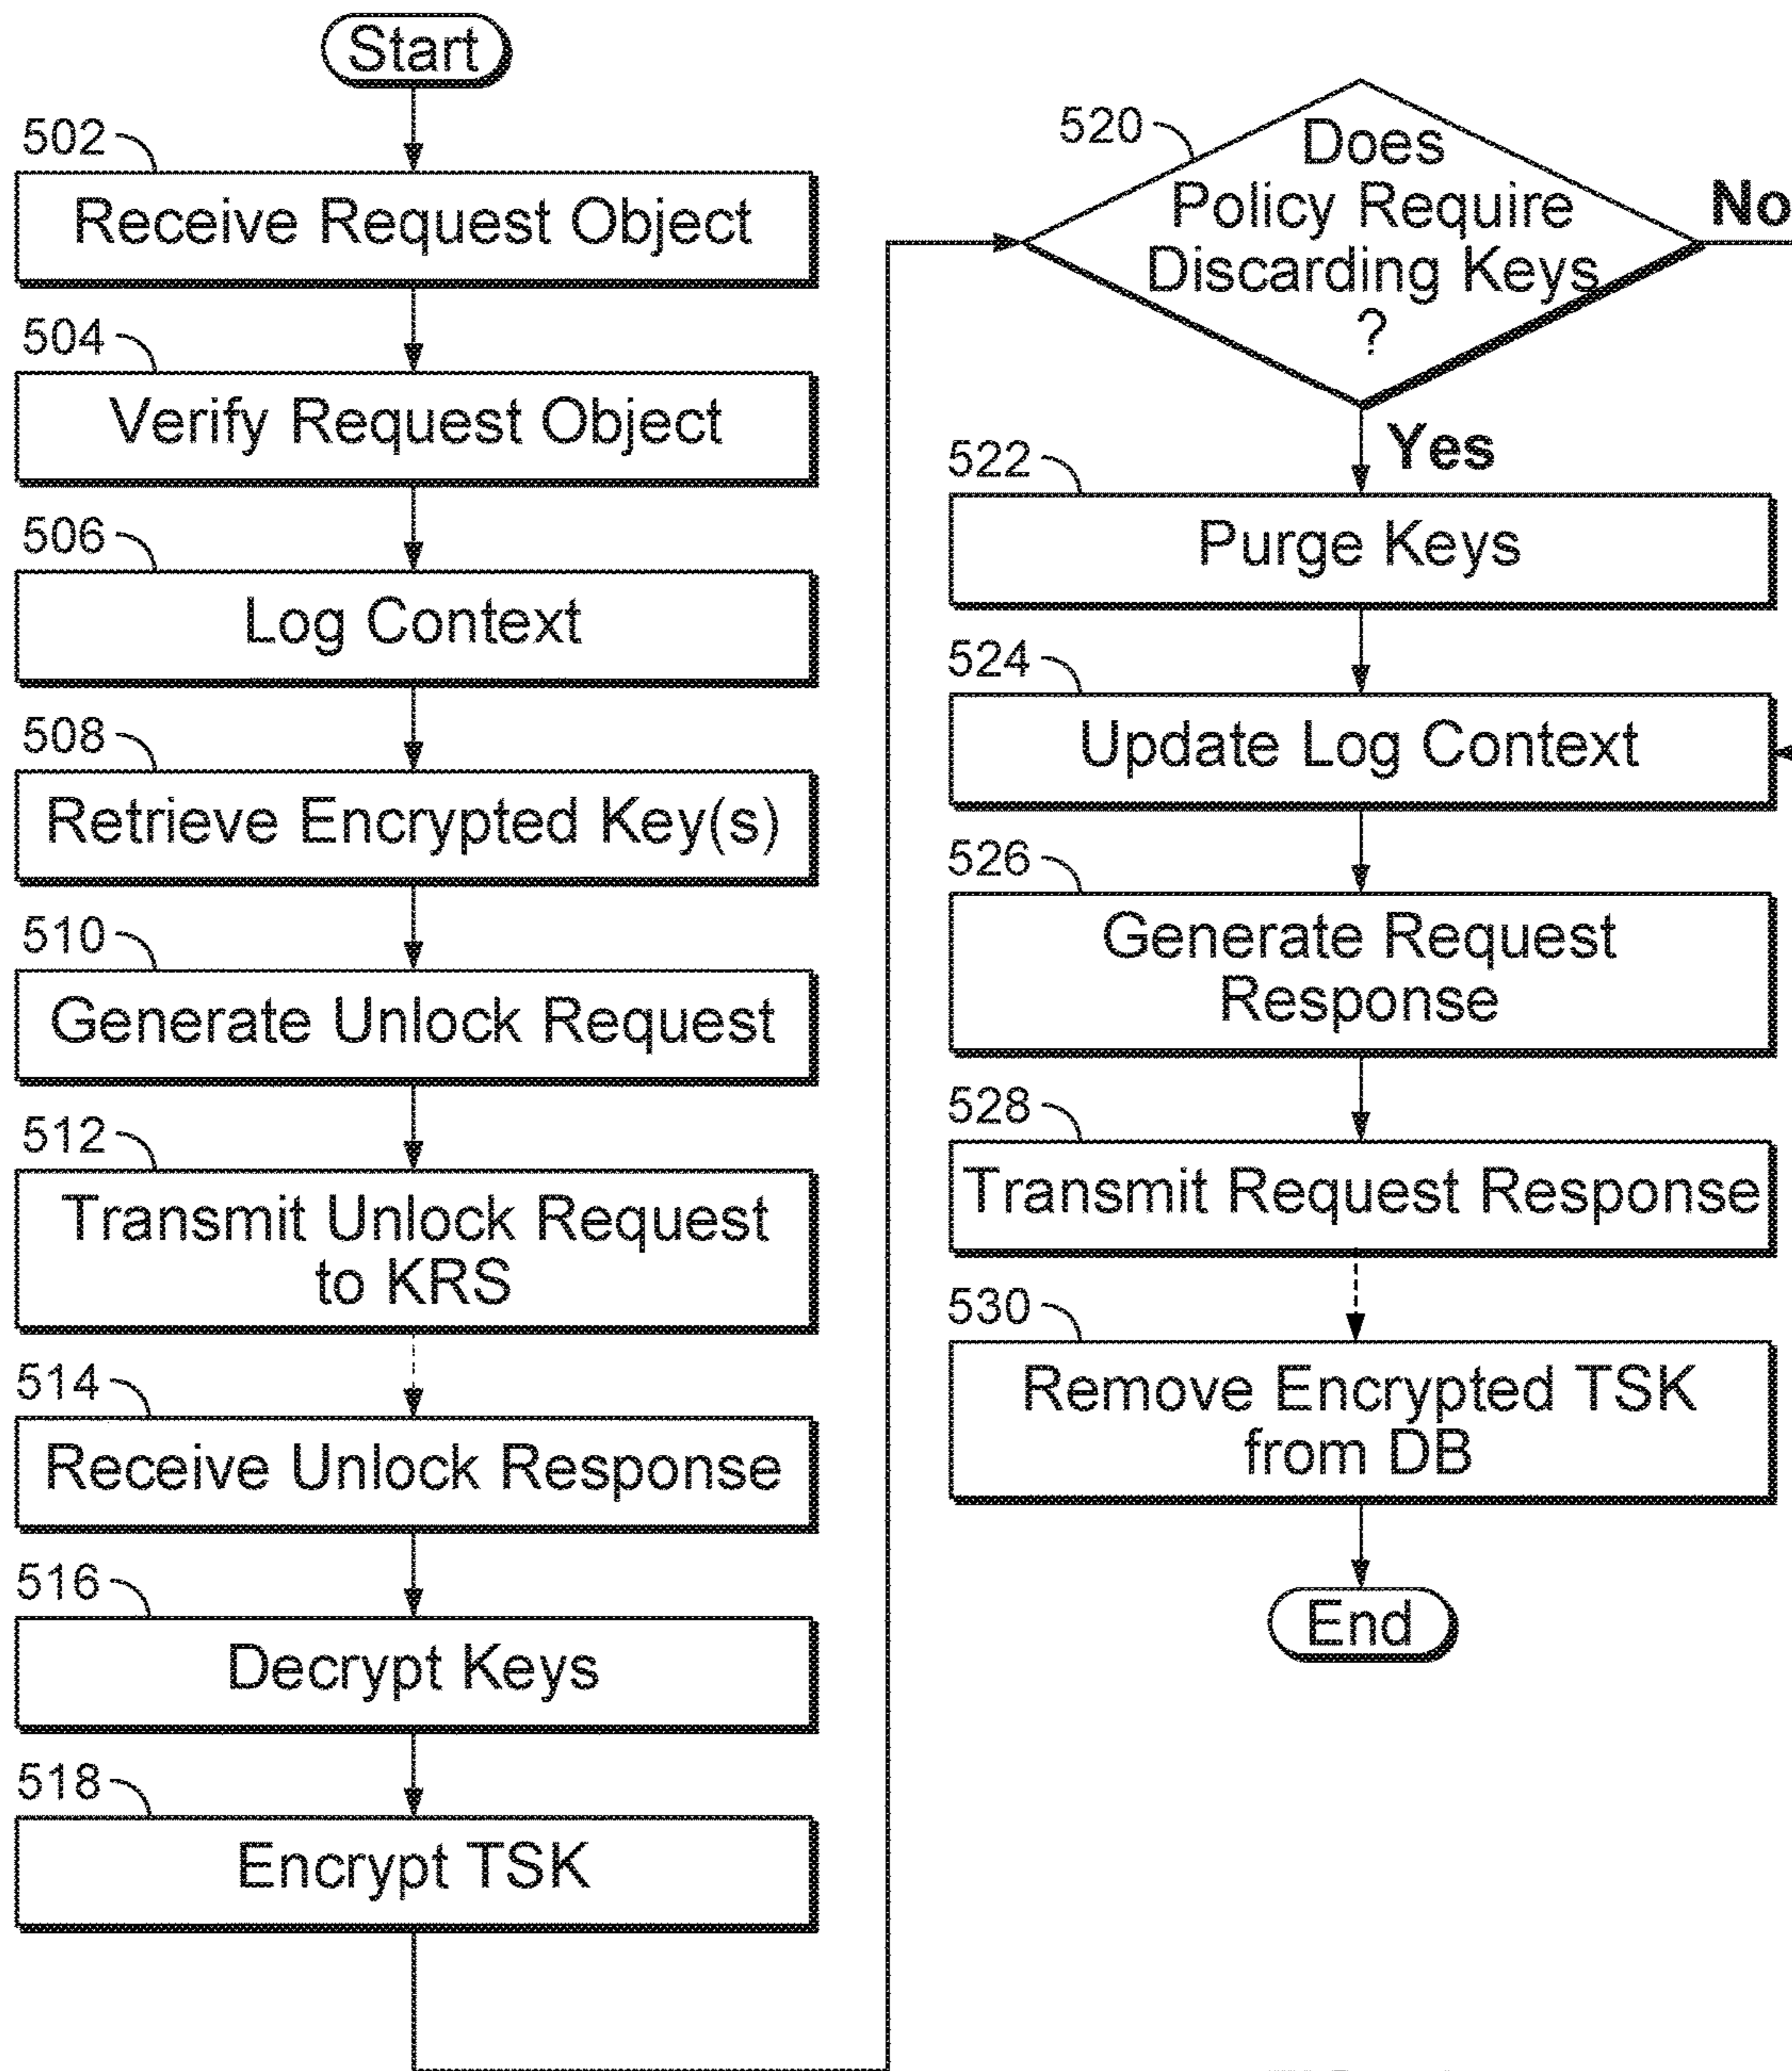 Start
502
Receive Request Object
504
Verify Request Object
506
Log Context
508
Retrieve Encrypted Key(s)
510
Generate Unlock Request
512
Transmit Unlock Request
to KRS
514
Receive Unlock Response
516
Decrypt Keys
518
Encrypt TSK
520
Does
Policy Require
Discarding Keys
?
No
Yes
522
Purge Keys
524
Update Log Context
526
Generate Request
Response
528
Transmit Request Response
530
Remove Encrypted TSK
from DB
End